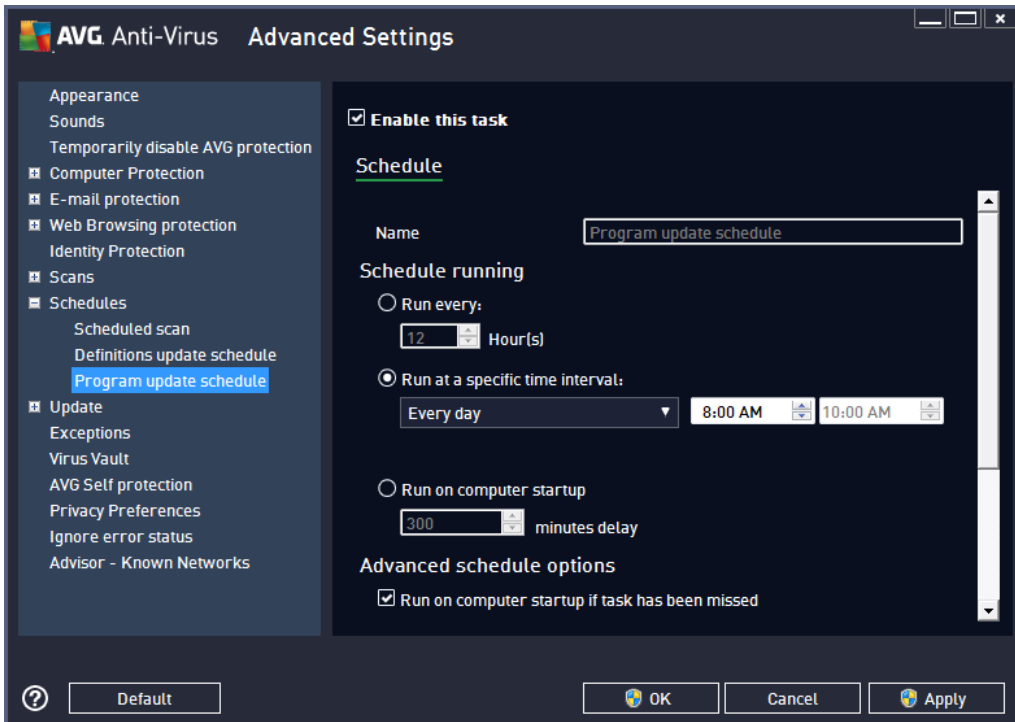 AVG. Anti-Virus Advanced Settings
Appearance
Sounds
Temporarily disable AVG protection
Computer Protection
E-mail protection
Web Browsing protection
Identity Protection
Scans
Schedules
Scheduled scan
Definitions update schedule
Program update schedule
Update
Exceptions
Virus Vault
AVG Self protection
Privacy Preferences
Ignore error status
Advisor - Known Networks
Enable this task
Schedule
Name Program update schedule
Schedule running
Run every:
12 Hour(s)
Run at a specific time interval:
Every day 8:00 AM 10:00 AM
Run on computer startup
300 minutes delay
Advanced schedule options
Run on computer startup if task has been missed
? Default OK Cancel Apply